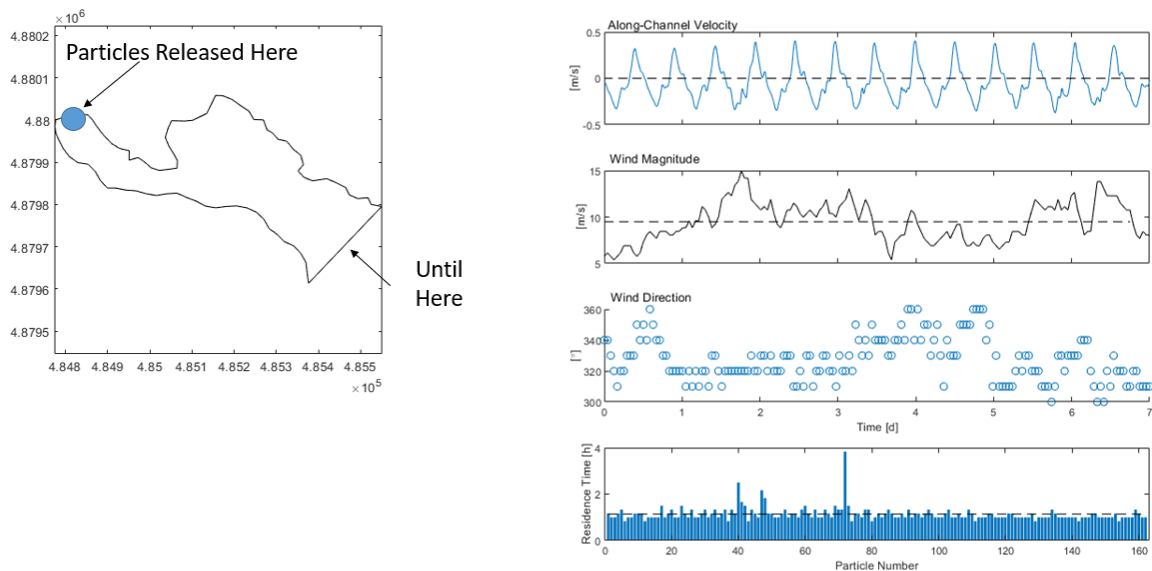 × 10⁶
4.8802
Particles Released Here
4.8801
4.88
4.8799
4.8798
4.8797
4.8796
4.8795
4.848 4.849 4.85 4.851 4.852 4.853 4.854 4.855
× 10⁵
Until
Here
Along-Channel Velocity
0.5
0
-0.5
[m/s]
Wind Magnitude
15
10
5
[m/s]
Wind Direction
360
340
320
300
[°]
0 1 2 3 4 5 6 7
Time [d]
4
2
0
Residence Time [h]
0 20 40 60 80 100 120 140 160
Particle Number